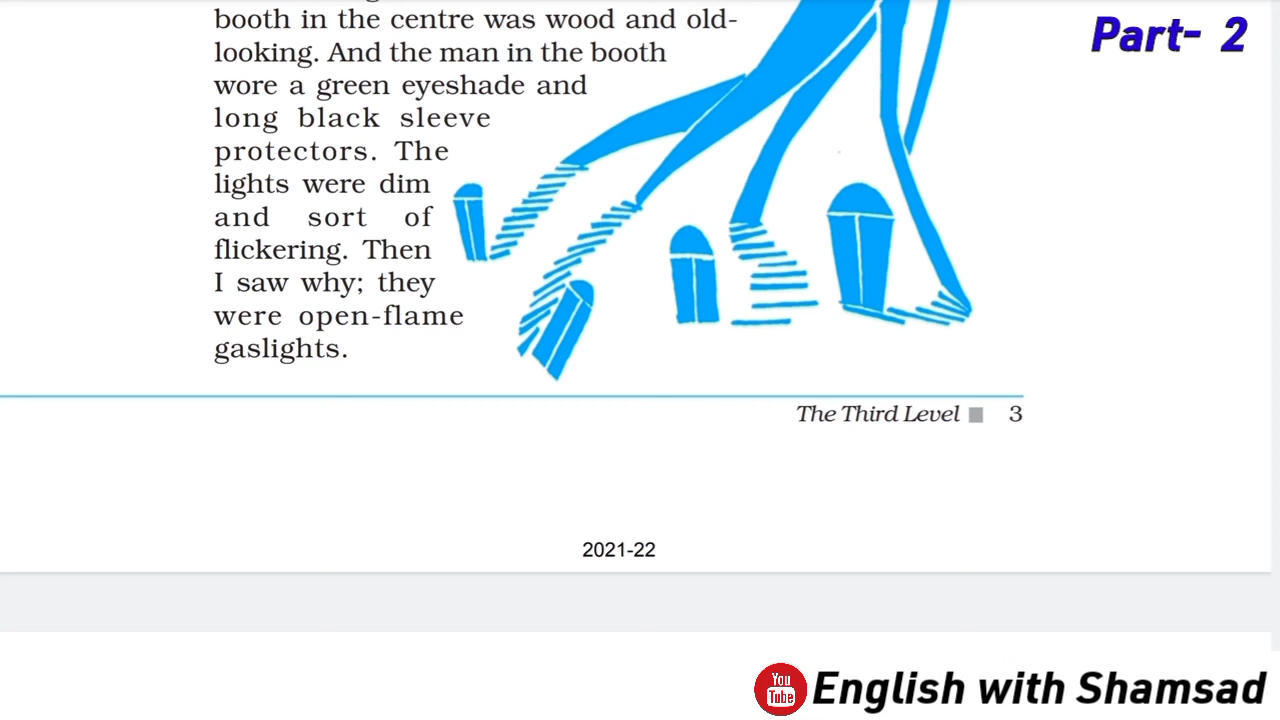 booth in the centre was wood and old-
looking. And the man in the booth
wore a green eyeshade and
long black sleeve
protectors. The
lights were dim
and sort of
flickering. Then
I saw why; they
were open-flame
gaslights.
Part- 2
The Third Level ■ 3
2021-22
You
Tube
English with Shamsad